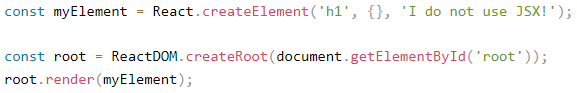 const myElement = React.createElement('h1', {}, 'I do not use JSX!');
const root = ReactDOM.createRoot(document.getElementById('root'));
root.render(myElement);